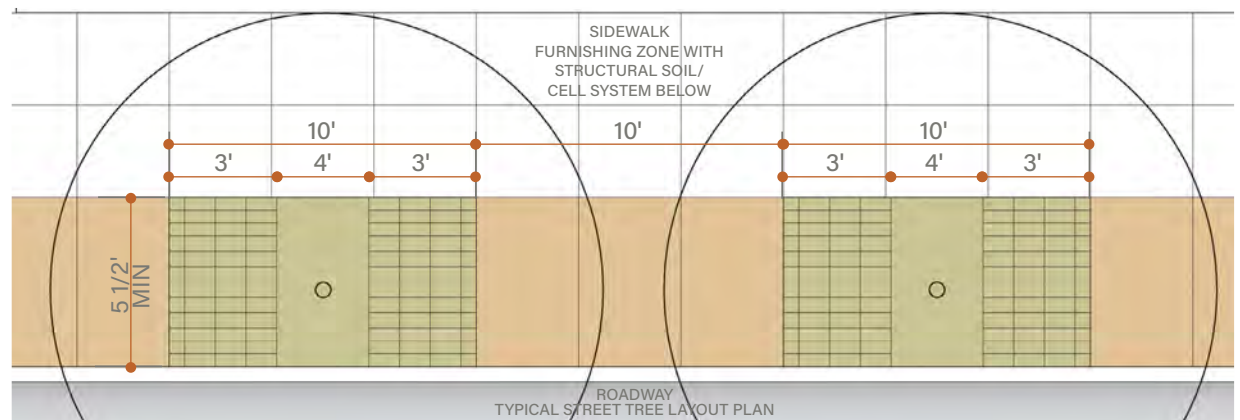 SIDEWALK
FURNISHING ZONE WITH
STRUCTURAL SOIL/
CELL SYSTEM BELOW
10' 10' 10'
3' 4' 3' 3' 4' 3'
5 1/2'
MIN
ROADWAY
TYPICAL STREET TREE LAYOUT PLAN